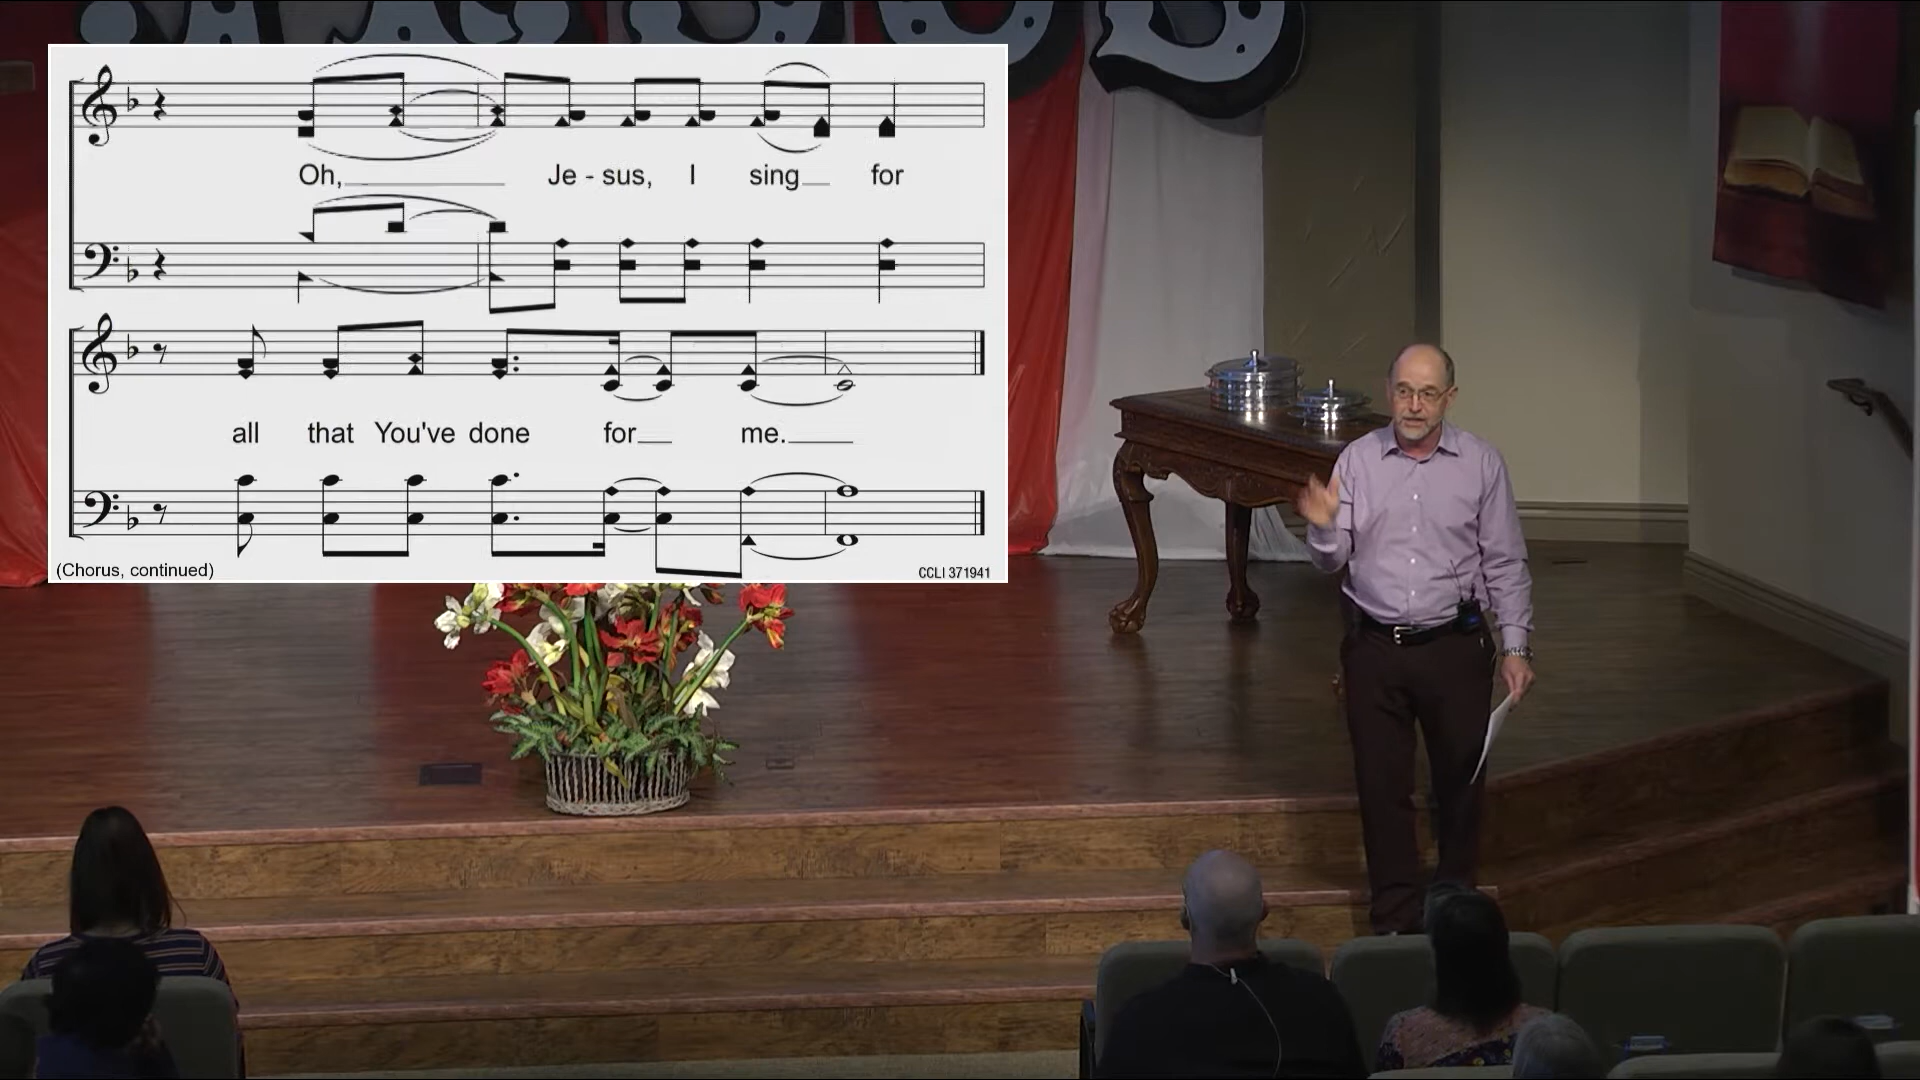 Oh, Je - sus, I sing for
all that You've done for me.
(Chorus, continued)
CCLI 371941